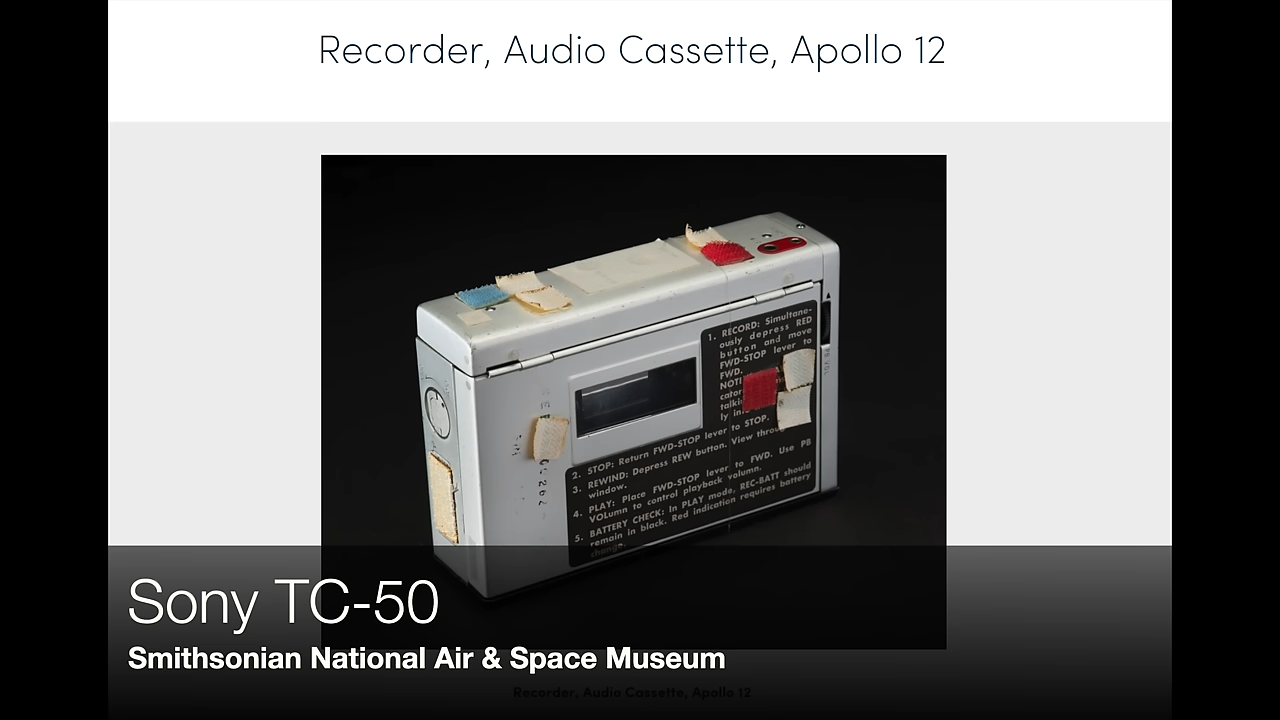 Recorder, Audio Cassette, Apollo 12
1. RECORD: Simultane-
ously depress RED
button and move
FWD-STOP lever to
FWD.
2. STOP: Return FWD-STOP lever to STOP.
3. REWIND: Depress REW button. View
window.
4. PLAY: Place FWD-STOP lever to FWD. Use PB
VOLumn to control playback volume.
5. BATTERY CHECK: In PLAY mode, REC-BATT should
remain in black. Red indication requires battery
change.
Sony TC-50
Smithsonian National Air & Space Museum
Recorder, Audio Cassette, Apollo 12